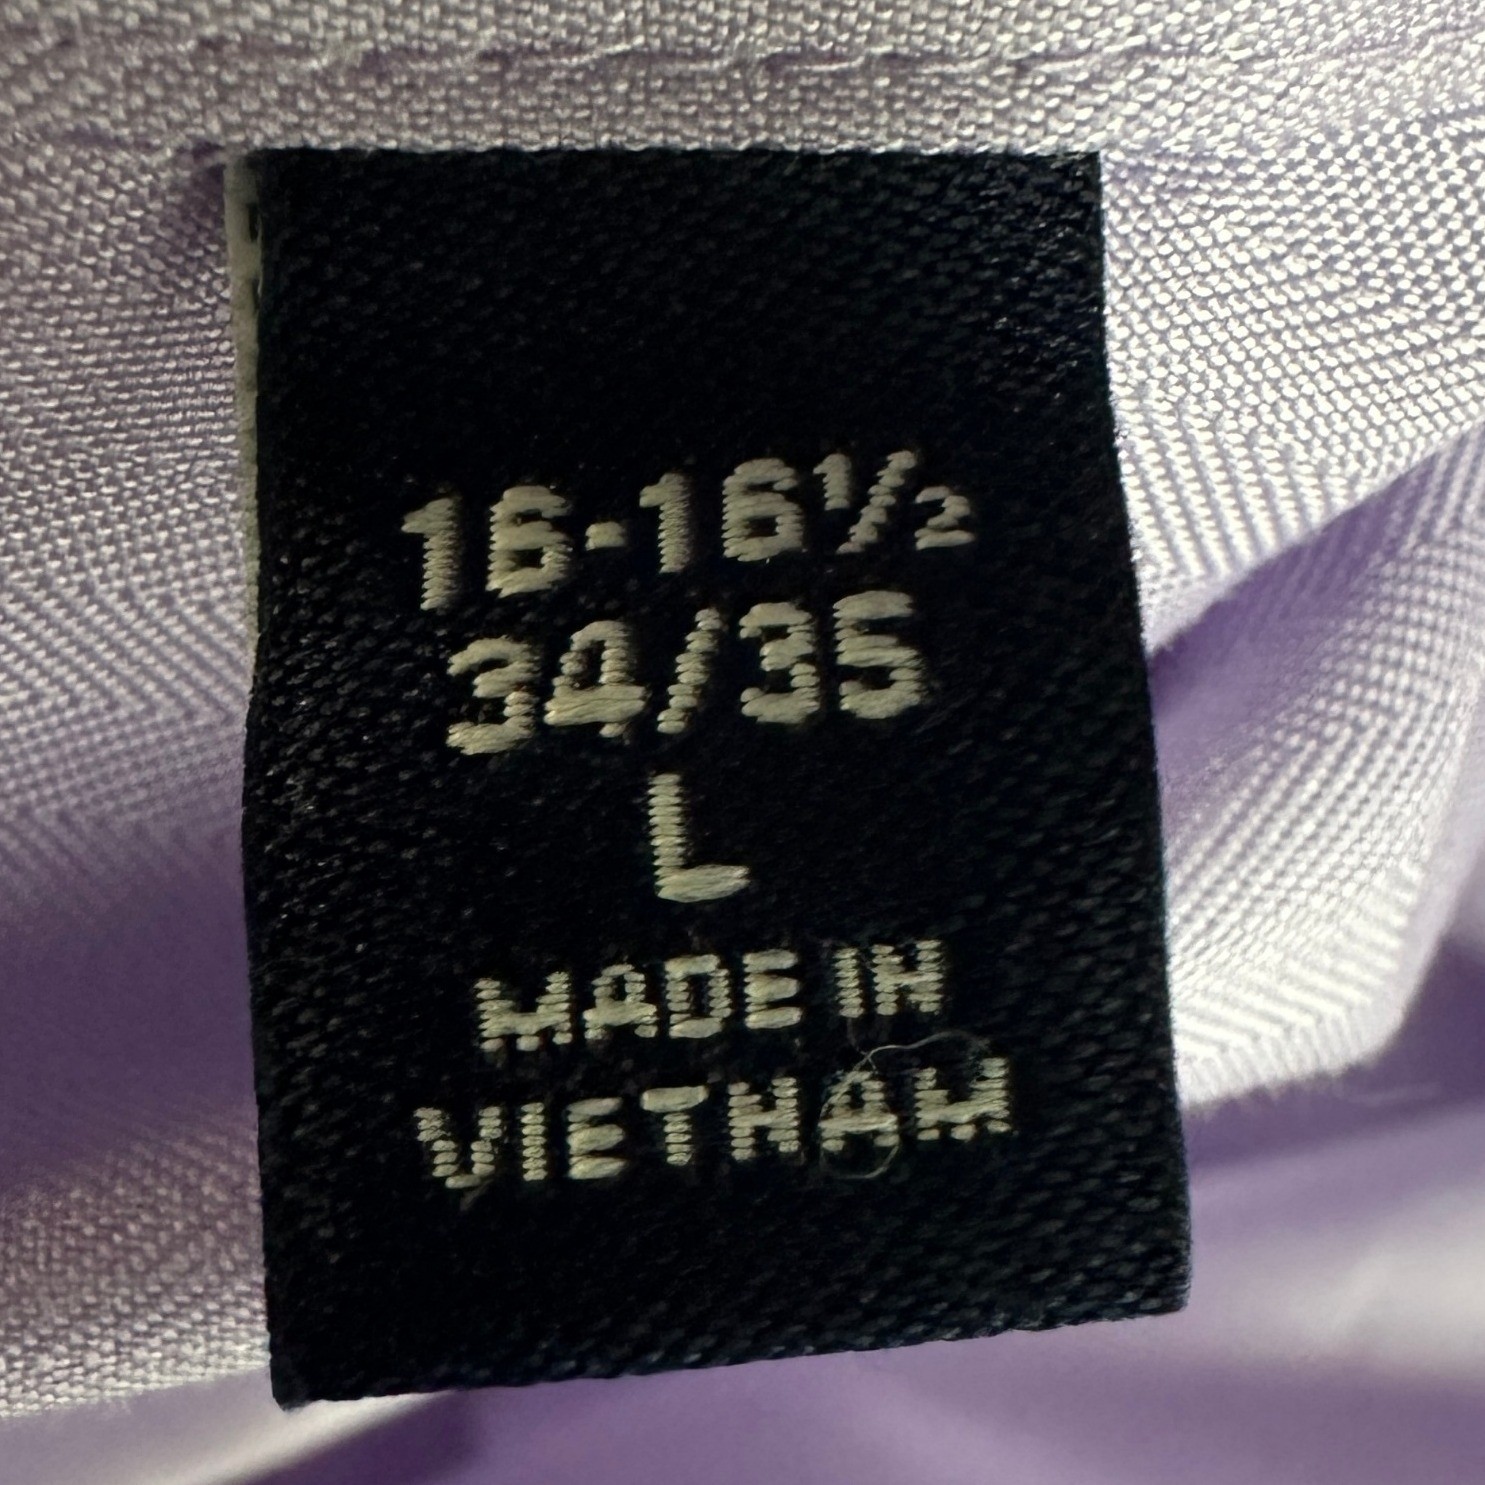 16-16½
34/35
L
MADE IN
VIETNAM